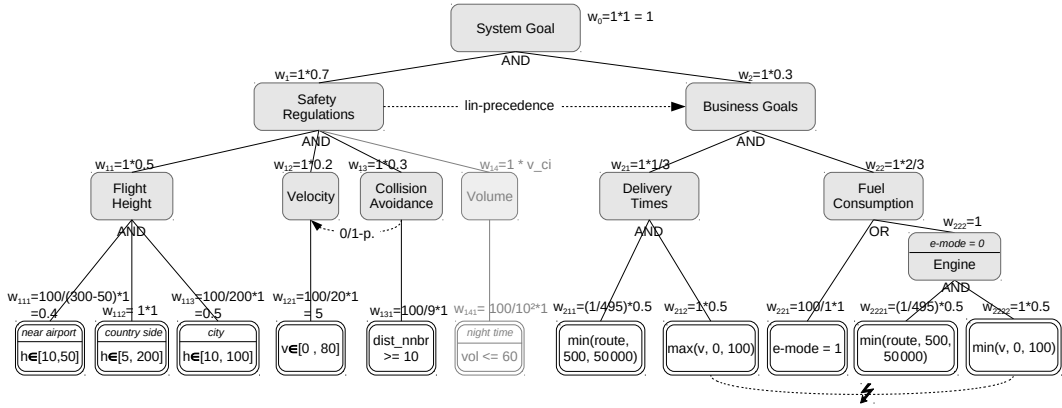 System Goal
w₀=1*1 = 1
AND
w₁=1*0.7
w₂=1*0.3
Safety
Regulations
lin-precedence
Business Goals
AND
AND
w₁₁=1*0.5
w₁₂=1*0.2
w₁₃=1*0.3
w₁₄=1 * v_ci
w₂₁=1*1/3
w₂₂=1*2/3
Flight
Height
Velocity
Collision
Avoidance
Volume
Delivery
Times
Fuel
Consumption
AND
0/1-p.
AND
OR
w₂₂₂=1
e-mode = 0
Engine
AND
w₁₁₁=100/(300-50)*1
=0.4
w₁₁₂= 1*1
w₁₁₃=100/200*1
=0.5
w₁₂₁=100/20*1
= 5
w₁₃₁=100/9*1
w₁₄₁= 100/10²*1
w₂₁₁=(1/495)*0.5
w₂₁₂=1*0.5
w₂₂₁=100/1*1
w₂₂₂₁=(1/495)*0.5
w₂₂₂₂=1*0.5
near airport
h∈[10,50]
country side
h∈[5, 200]
city
h∈[10, 100]
v∈[0 , 80]
dist_nnbr
>= 10
night time
vol <= 60
min(route,
500, 50000)
max(v, 0, 100)
e-mode = 1
min(route, 500,
50000)
min(v, 0, 100)